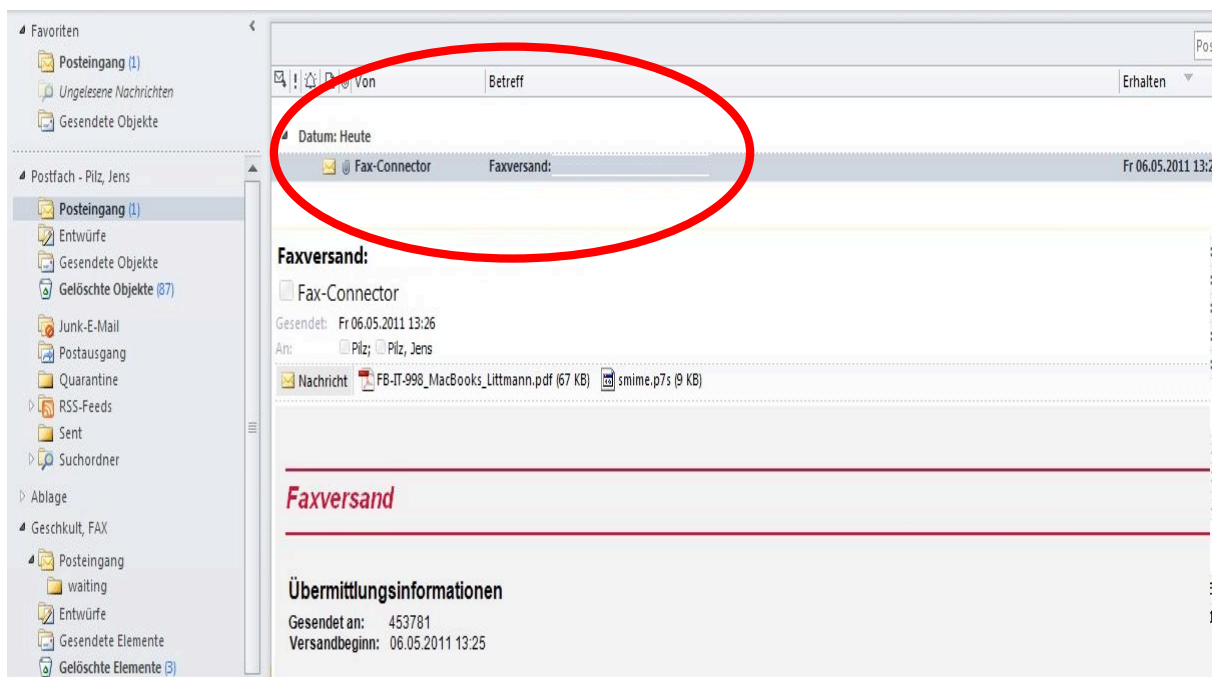 Favoriten
Posteingang (1)
Ungelesene Nachrichten
Gesendete Objekte
Postfach - Pilz, Jens
Posteingang (1)
Entwürfe
Gesendete Objekte
Gelöschte Objekte (87)
Junk-E-Mail
Postausgang
Quarantine
RSS-Feeds
Sent
Suchordner
Ablage
Geschkult, FAX
Posteingang
waiting
Entwürfe
Gesendete Elemente
Gelöschte Elemente (3)
Von Betreff Erhalten
Datum: Heute
Fax-Connector Faxversand: Fr 06.05.2011
Faxversand:
Fax-Connector
Gesendet: Fr 06.05.2011 13:26
An: Pilz; Pilz, Jens
Nachricht FB-IT-998_MacBooks_Littmann.pdf (67 KB) smime.p7s (9 KB)
Faxversand
Übermittlungsinformationen
Gesendet an: 453781
Versandbeginn: 06.05.2011 13:25